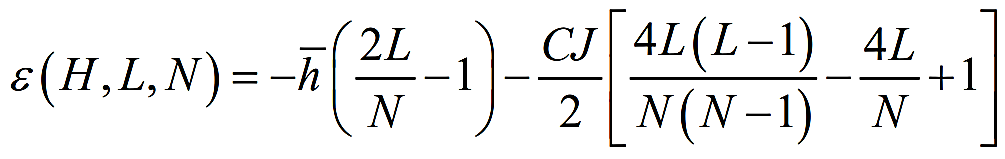 ε(H, L, N) = −h̅(2L/N − 1) − CJ/2[4L(L−1)/N(N−1) − 4L/N + 1]